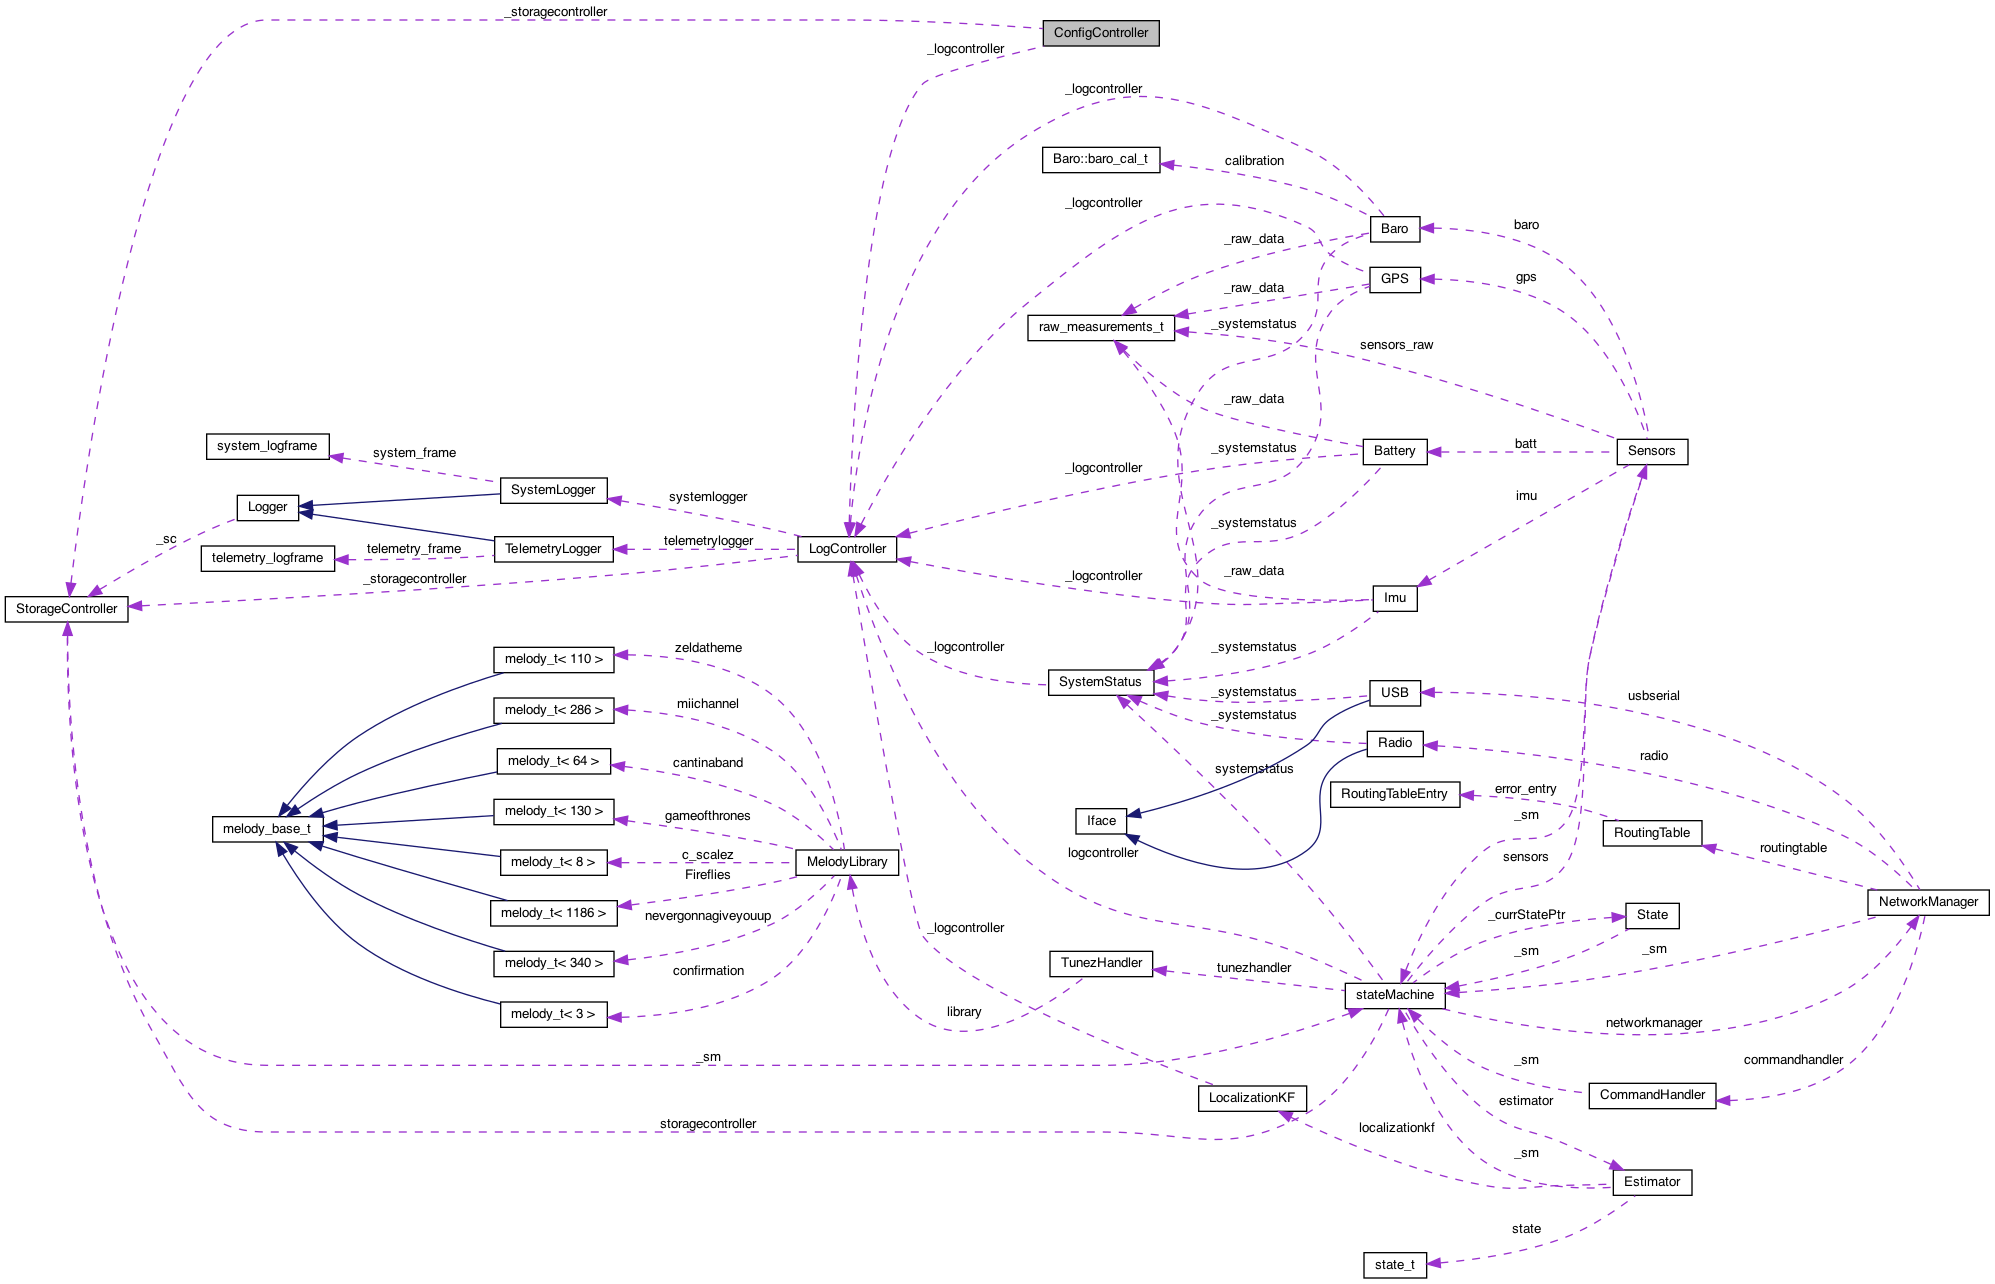 _storagecontroller
ConfigController
_logcontroller
_logcontroller
Baro::baro_cal_t
calibration
_logcontroller
Baro
baro
_raw_data
GPS
gps
_raw_data
raw_measurements_t
_systemstatus
sensors_raw
_raw_data
system_logframe
system_frame
_systemstatus
Battery
batt
Sensors
_logcontroller
SystemLogger
systemlogger
imu
Logger
_systemstatus
_sc
telemetry_logframe
telemetry_frame
TelemetryLogger
telemetrylogger
LogController
_storagecontroller
_logcontroller
_raw_data
StorageController
Imu
melody_t< 110 >
zeldatheme
_logcontroller
_systemstatus
SystemStatus
_systemstatus
USB
usbserial
melody_t< 286 >
miichannel
_systemstatus
Radio
radio
melody_t< 64 >
cantinaband
systemstatus
RoutingTableEntry
error_entry
melody_t< 130 >
gameofthrones
Iface
_sm
RoutingTable
melody_base_t
routingtable
melody_t< 8 >
c_scalez
MelodyLibrary
logcontroller
sensors
Fireflies
melody_t< 1186 >
NetworkManager
nevergonnagiveyouup
_logcontroller
_currStatePtr
State
melody_t< 340 >
TunezHandler
tunezhandler
_sm
_sm
confirmation
stateMachine
melody_t< 3 >
library
networkmanager
_sm
_sm
commandhandler
LocalizationKF
CommandHandler
estimator
storagecontroller
localizationkf
_sm
Estimator
state
state_t